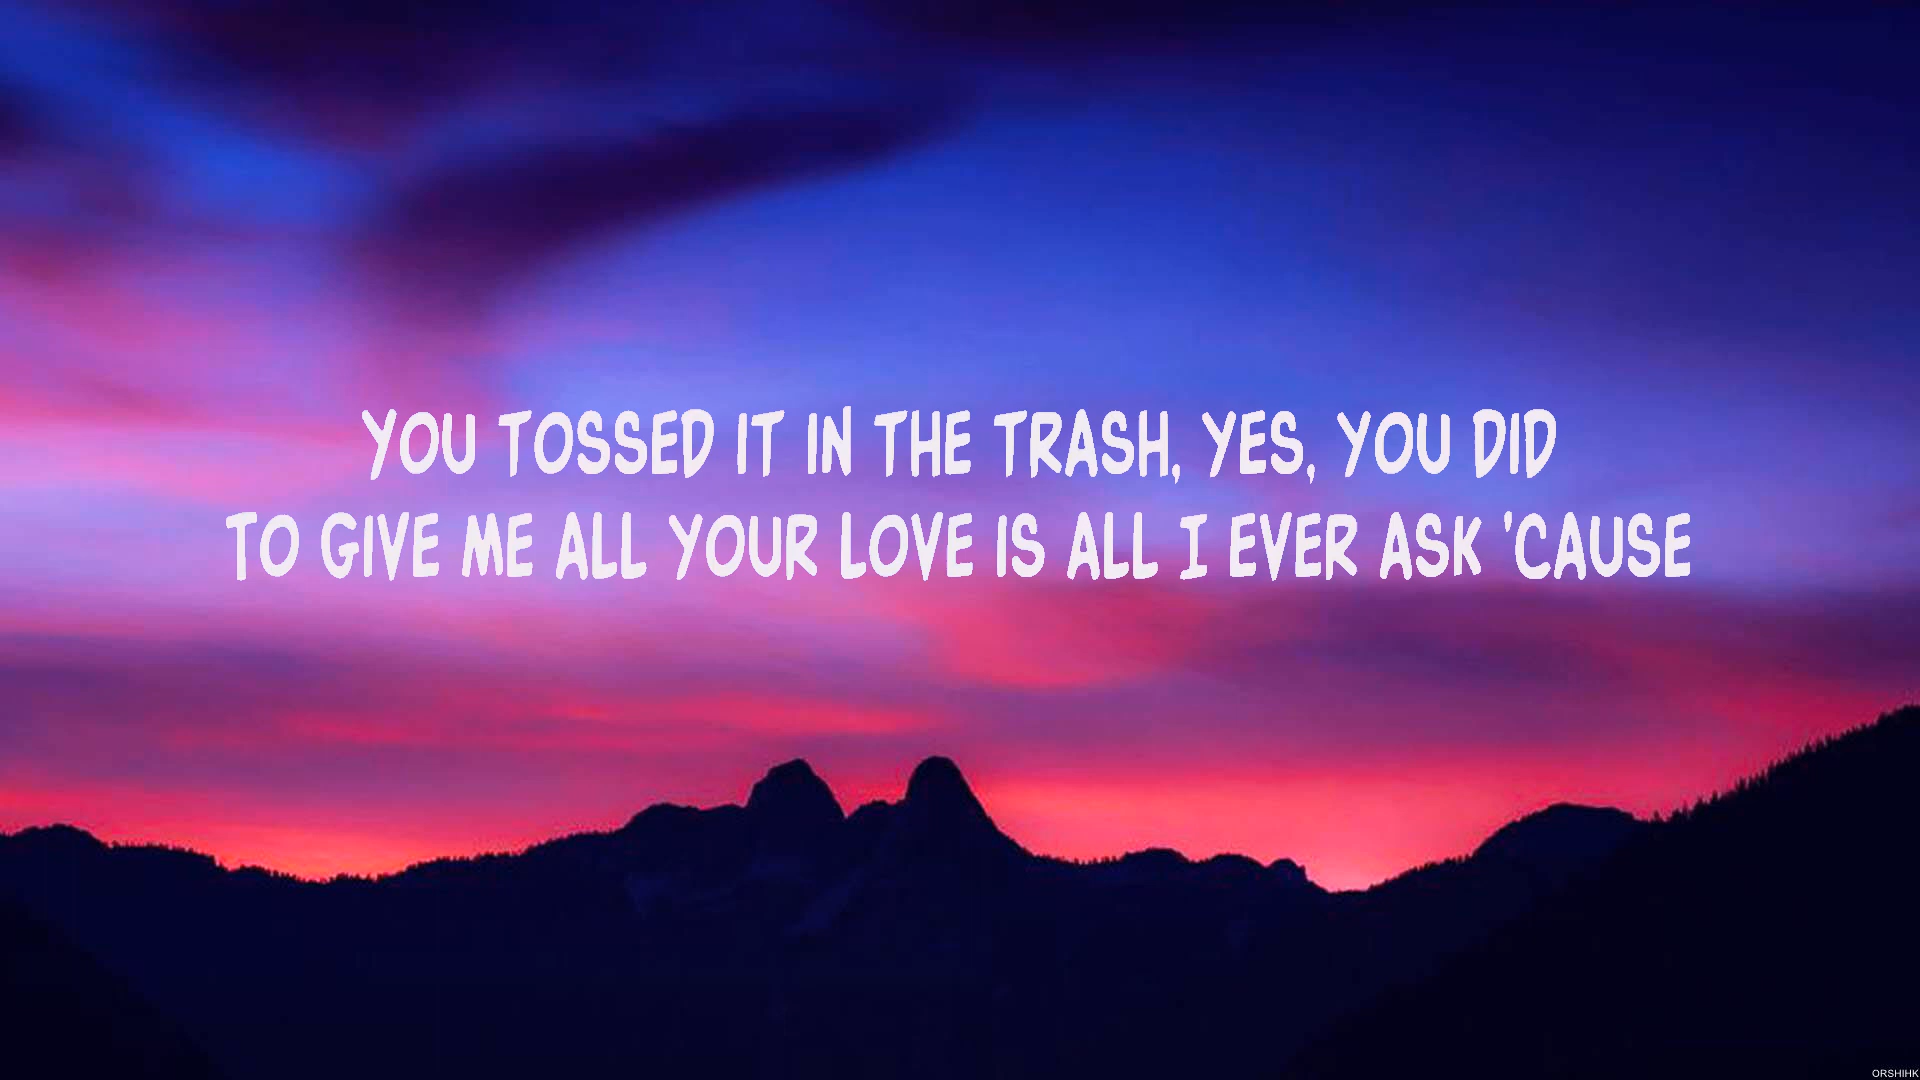 YOU TOSSED IT IN THE TRASH, YES, YOU DID
TO GIVE ME ALL YOUR LOVE IS ALL I EVER ASK 'CAUSE
ORSHIHK